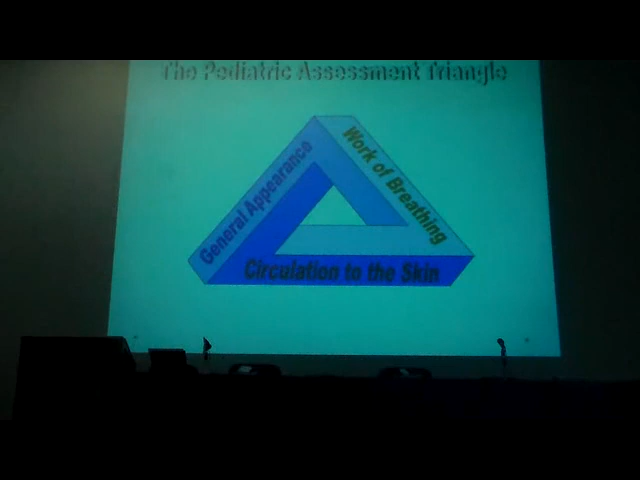 The Pediatric Assessment Triangle
General Appearance
Work of Breathing
Circulation to the Skin